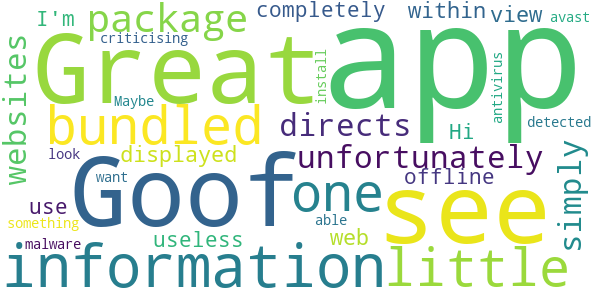 I'm package completely within view avast
criticising
websites Great app
Maybe install antivirus
bundled directs Hi detected
look displayed unfortunately
want Goof one offline see simply
use able
something useless web
malware
information little